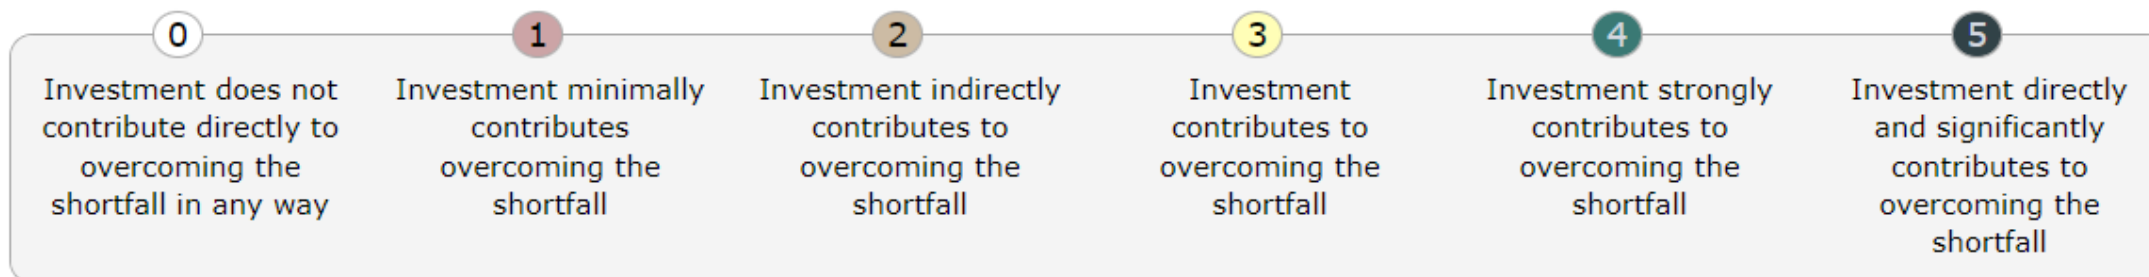 0
Investment does not
contribute directly to
overcoming the
shortfall in any way
1
Investment minimally
contributes
overcoming the
shortfall
2
Investment indirectly
contributes to
overcoming the
shortfall
3
Investment
contributes to
overcoming the
shortfall
4
Investment strongly
contributes to
overcoming the
shortfall
5
Investment directly
and significantly
contributes to
overcoming the
shortfall